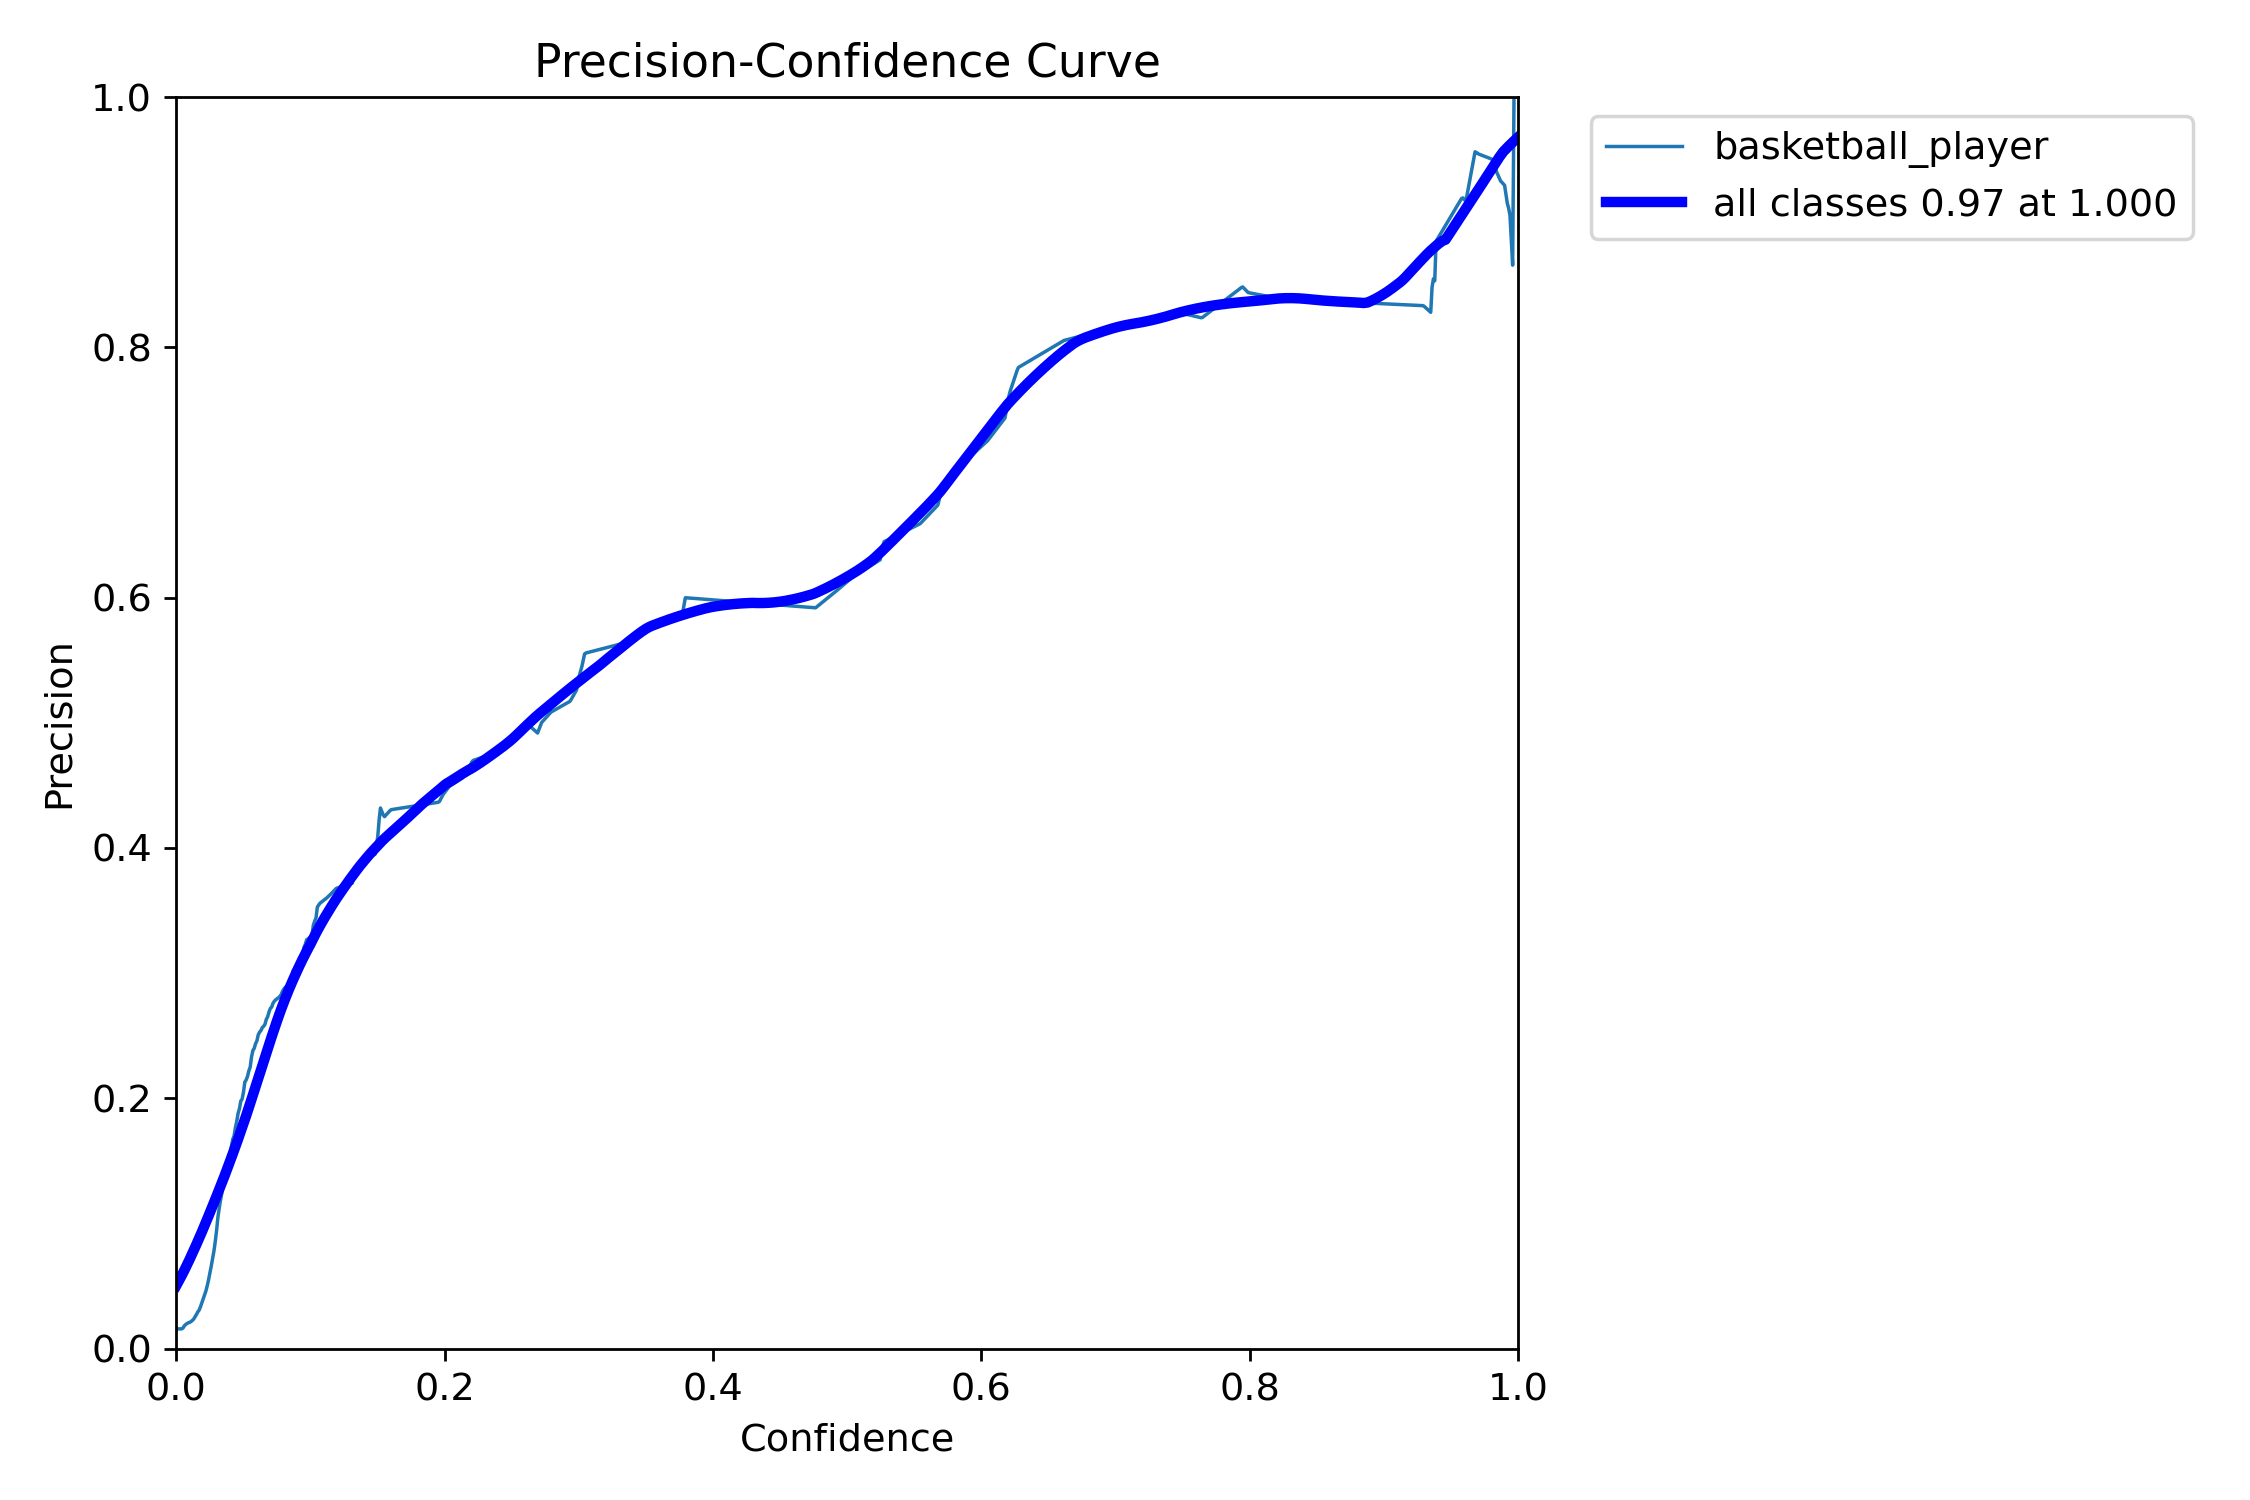 Precision-Confidence Curve
basketball_player
all classes 0.97 at 1.000
Precision
1.0
0.8
0.6
0.4
0.2
0.0
0.0 0.2 0.4 0.6 0.8 1.0
Confidence